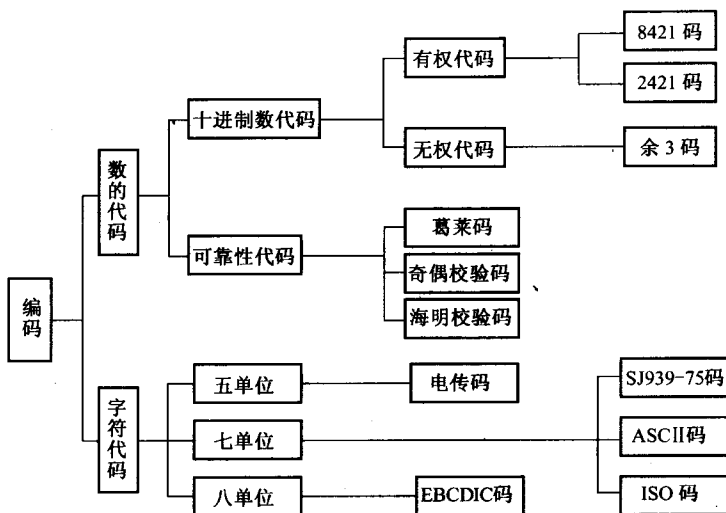 编码
数的代码
十进制数代码
有权代码
8421 码
2421 码
无权代码
余 3 码
可靠性代码
葛莱码
奇偶校验码
海明校验码
字符代码
五单位
电传码
七单位
SJ939-75码
ASCII码
ISO 码
八单位
EBCDIC码